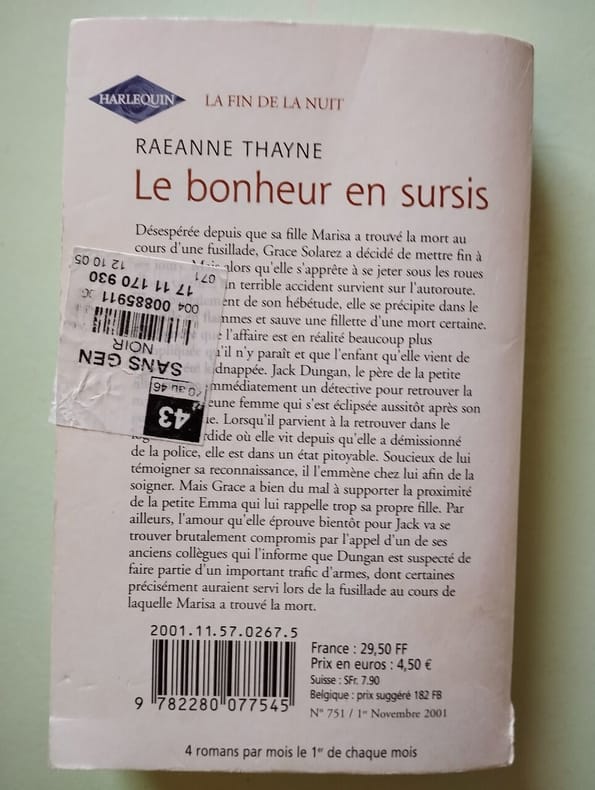 HARLEQUIN
LA FIN DE LA NUIT
RAEANNE THAYNE
Le bonheur en sursis
Désespérée depuis que sa fille Marisa a trouvé la mort au
cours d'une fusillade, Grace Solarez a décidé de mettre fin à
alors qu'elle s'apprête à se jeter sous les roues
un terrible accident survient sur l'autoroute.
de son hébétude, elle se précipite dans le
flammes et sauve une fillette d'une mort certaine.
l'affaire est en réalité beaucoup plus
qu'il n'y paraît et que l'enfant qu'elle vient de
kidnappée. Jack Dungan, le père de la petite
immédiatement un détective pour retrouver la
jeune femme qui s'est éclipsée aussitôt après son
Lorsqu'il parvient à la retrouver dans le
où elle vit depuis qu'elle a démissionné
de la police, elle est dans un état pitoyable. Soucieux de lui
témoigner sa reconnaissance, il l'emmène chez lui afin de la
soigner. Mais Grace a bien du mal à supporter la proximité
de la petite Emma qui lui rappelle trop sa propre fille. Par
ailleurs, l'amour qu'elle éprouve bientôt pour Jack va se
trouver brutalement compromis par l'appel d'un de ses
anciens collègues qui l'informe que Dungan est suspecté de
faire partie d'un important trafic d'armes, dont certaines
précisément auraient servi lors de la fusillade au cours de
laquelle Marisa a trouvé la mort.
43
SANS GEN
NOIR
004 00885911
17 11 170 930
071 12 10 05
2001.11.57.0267.5
9 782280 077545
France : 29,50 FF
Prix en euros : 4,50 €
Suisse : SFr. 7.90
Belgique : prix suggéré 182 FB
N° 751 / 1er Novembre 2001
4 romans par mois le 1er de chaque mois